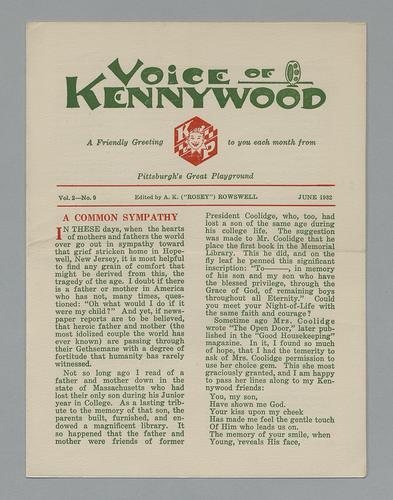 VOICE OF
KENNYWOOD
A Friendly Greeting
K
P
to you each month from
Pittsburgh's Great Playground
Vol. 2—No. 9
Edited by A. K. ("ROSEY") ROWSWELL
JUNE 1932
A COMMON SYMPATHY
IN THESE days, when the hearts
of mothers and fathers the world
over go out in sympathy toward
that grief stricken home in Hope-
well, New Jersey, it is most helpful
to find any grain of comfort that
might be derived from this, the
tragedy of the age. I doubt if there
is a father or mother in America
who has not, many times, ques-
tioned: "Oh what would I do if it
were my child?" And yet, if news-
paper reports are to be believed,
that heroic father and mother (the
most idolized couple the world has
ever known) are passing through
their Gethsemane with a degree of
fortitude that humanity has rarely
witnessed.
Not so long ago I read of a
father and mother down in the
state of Massachusetts who had
lost their only son during his Junior
year in College. As a lasting trib-
ute to the memory of that son, the
parents built, furnished, and en-
dowed a magnificent library. It
so happened that the father and
mother were friends of former
President Coolidge, who, too, had
lost a son of the same age during
his college life. The suggestion
was made to Mr. Coolidge that he
place the first book in the Memorial
Library. This he did, and on the
fly leaf he penned this significant
inscription: "To———, in memory
of his son and my son who have
the blessed privilege, through the
Grace of God, of remaining boys
throughout all Eternity." Could
you meet your Night-of-Life with
the same faith and courage?
Sometime ago Mrs. Coolidge
wrote "The Open Door," later pub-
lished in the "Good Housekeeping"
magazine. In it, I found so much
of hope, that I had the temerity to
ask of Mrs. Coolidge permission to
use her choice gem. This she most
graciously granted, and I am happy
to pass her lines along to my Ken-
nywood friends:
You, my son,
Have shown me God.
Your kiss upon my cheek
Has made me feel the gentle touch
Of Him who leads us on.
The memory of your smile, when
Young, reveals His face,